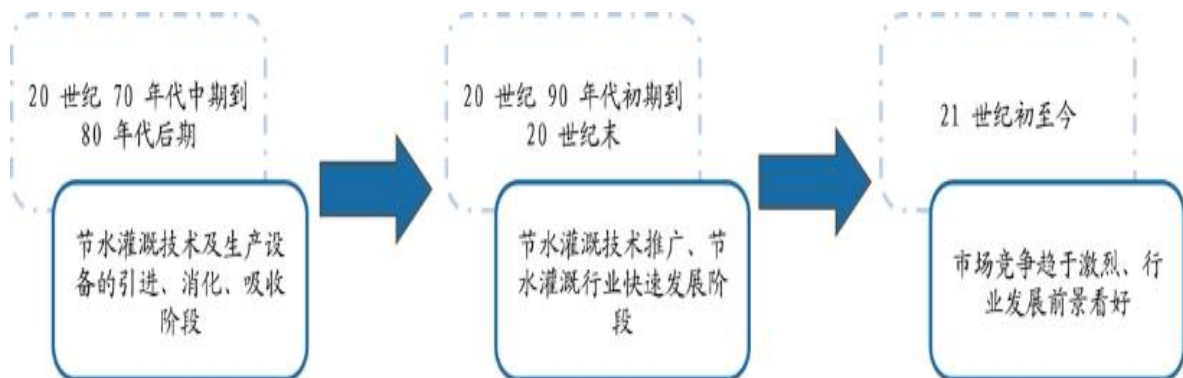 20 世纪 70 年代中期到
80 年代后期
节水灌溉技术及生产设
备的引进、消化、吸收
阶段
20 世纪 90 年代初期到
20 世纪末
节水灌溉技术推广、节
水灌溉行业快速发展阶
段
21 世纪初至今
市场竞争趋于激烈、行
业发展前景看好